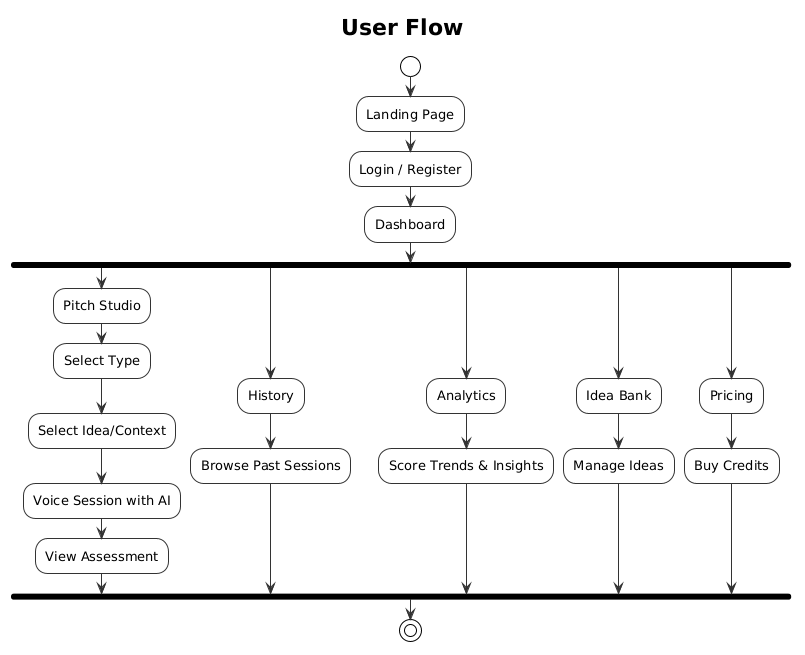 User Flow
Landing Page
Login / Register
Dashboard
Pitch Studio
Select Type
Select Idea/Context
Voice Session with AI
View Assessment
History
Browse Past Sessions
Analytics
Score Trends & Insights
Idea Bank
Manage Ideas
Pricing
Buy Credits